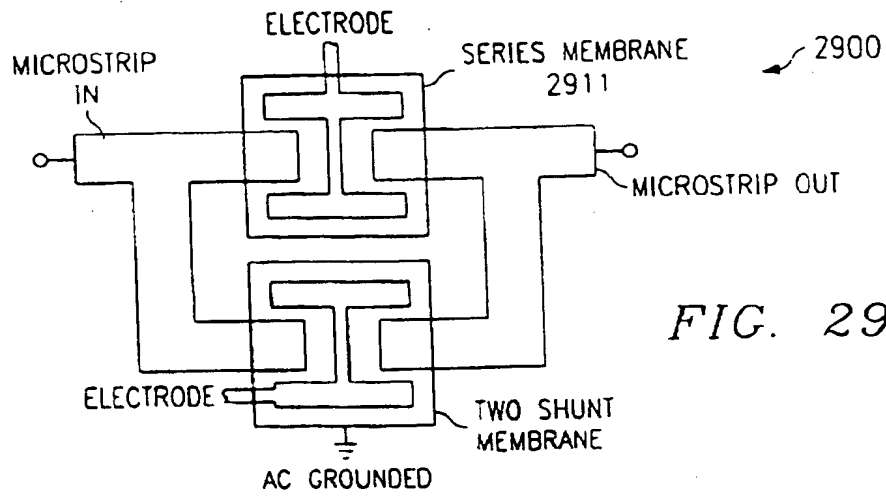 ELECTRODE
MICROSTRIP
IN
SERIES MEMBRANE
2911
2900
MICROSTRIP OUT
FIG. 29
ELECTRODE
TWO SHUNT
MEMBRANE
AC GROUNDED